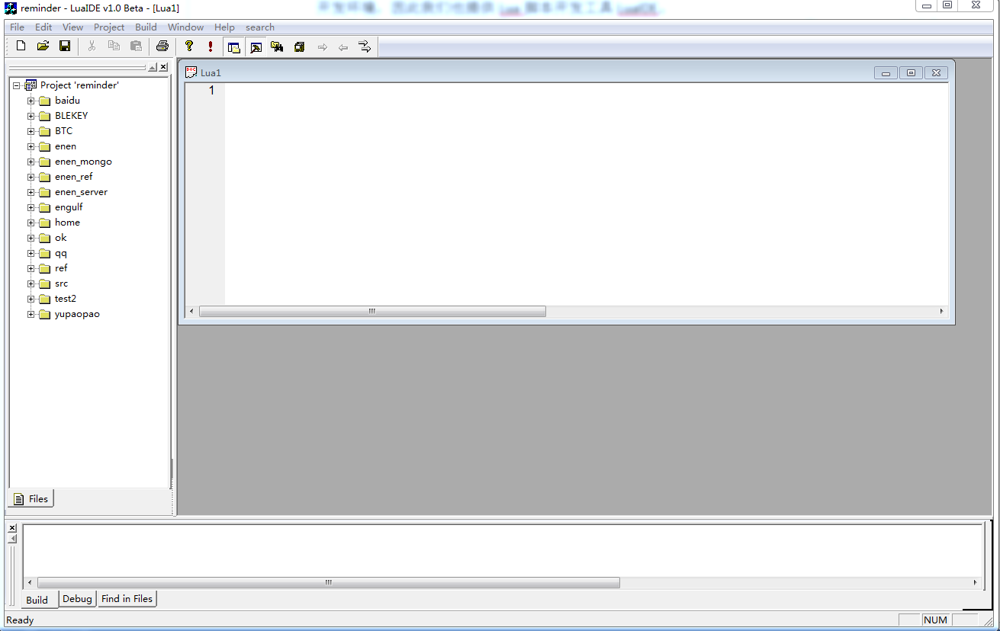 reminder - LuaIDE v1.0 Beta - [Lua1]
开发环境，因此我们也提供 Lua 脚本开发工具 LuaIDE.
File Edit View Project Build Window Help search
Lua1
1
Project 'reminder'
baidu
BLEKEY
BTC
enen
enen_mongo
enen_ref
enen_server
engulf
home
ok
qq
ref
src
test2
yupaopao
Files
Build Debug Find in Files
Ready NUM